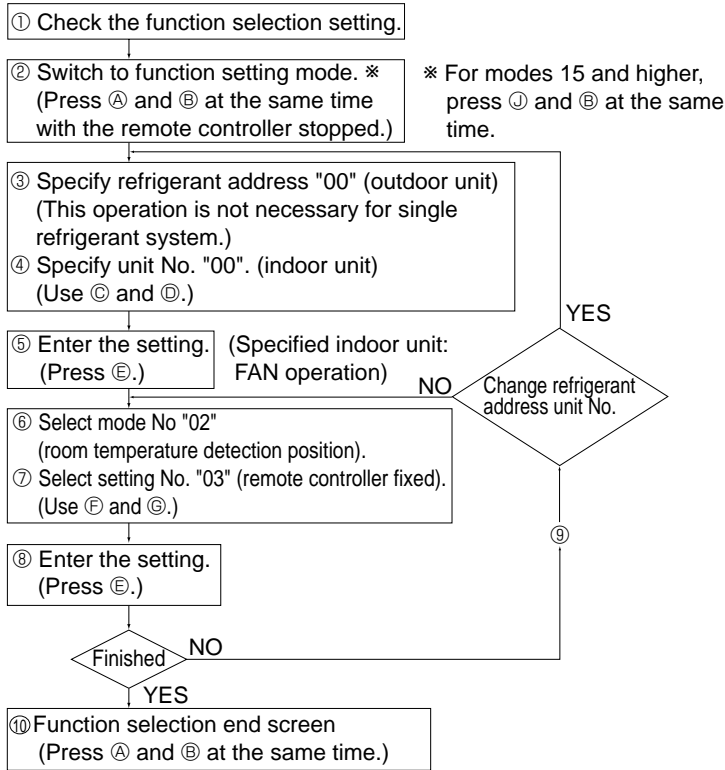 ① Check the function selection setting.
② Switch to function setting mode. ※
(Press Ⓐ and Ⓑ at the same time
with the remote controller stopped.)
※ For modes 15 and higher,
press Ⓙ and Ⓑ at the same
time.
③ Specify refrigerant address "00" (outdoor unit)
(This operation is not necessary for single
refrigerant system.)
④ Specify unit No. "00". (indoor unit)
(Use Ⓒ and Ⓓ.)
YES
⑤ Enter the setting.
(Press Ⓔ.)
(Specified indoor unit:
FAN operation)
NO
Change refrigerant
address unit No.
⑥ Select mode No "02"
(room temperature detection position).
⑦ Select setting No. "03" (remote controller fixed).
(Use Ⓕ and Ⓖ.)
⑨
⑧ Enter the setting.
(Press Ⓔ.)
Finished
NO
YES
⑩ Function selection end screen
(Press Ⓐ and Ⓑ at the same time.)